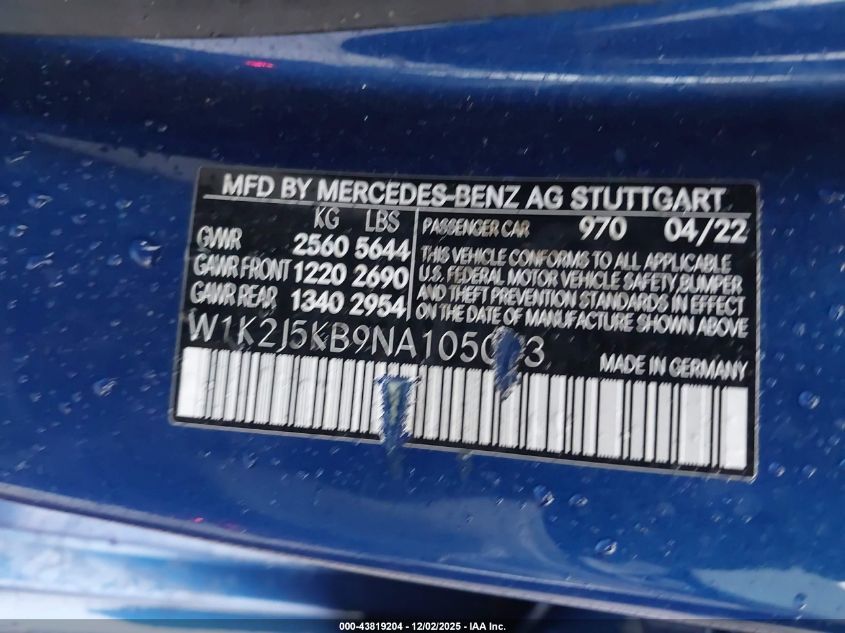 MFD BY MERCEDES-BENZ AG STUTTGART
KG LBS
GVWR 2560 5644
GAWR FRONT 1220 2690
GAWR REAR 1340 2954
PASSENGER CAR 970 04/22
THIS VEHICLE CONFORMS TO ALL APPLICABLE
U.S. FEDERAL MOTOR VEHICLE SAFETY, BUMPER
AND THEFT PREVENTION STANDARDS IN EFFECT
ON THE DATE OF MANUFACTURE SHOWN ABOVE
MADE IN GERMANY
000-43819204 - 12/02/2025 - IAA Inc.